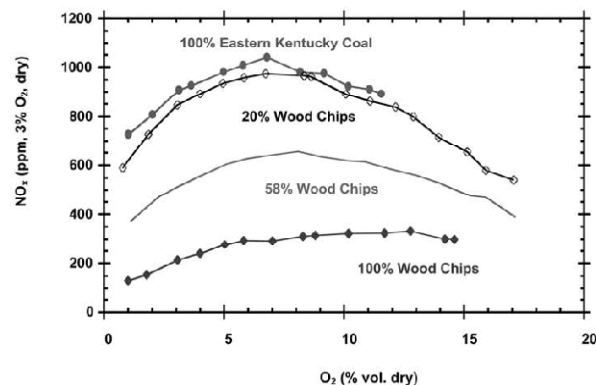 1200
1000
800
600
400
200
0
NOx (ppm, 3% O₂, dry)
100% Eastern Kentucky Coal
20% Wood Chips
58% Wood Chips
100% Wood Chips
0 5 10 15 20
O₂ (% vol. dry)